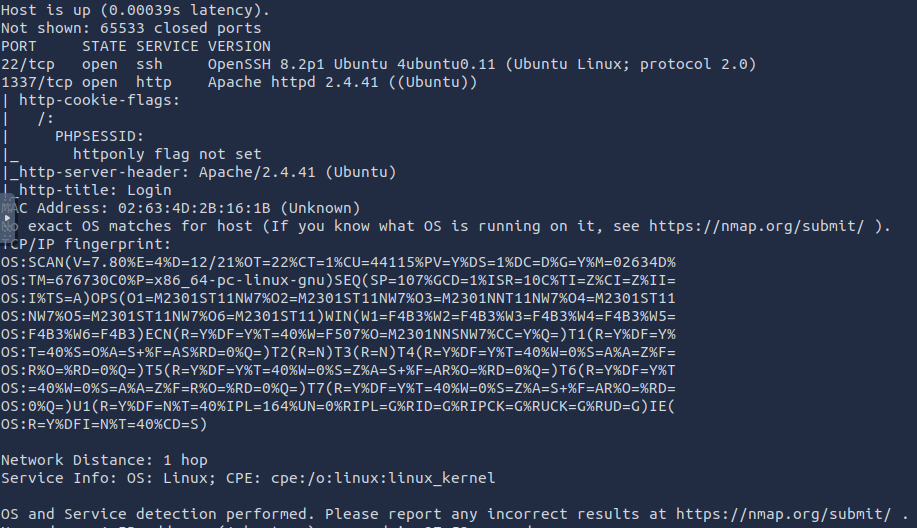 Host is up (0.00039s latency).
Not shown: 65533 closed ports
PORT     STATE SERVICE VERSION
22/tcp   open  ssh     OpenSSH 8.2p1 Ubuntu 4ubuntu0.11 (Ubuntu Linux; protocol 2.0)
1337/tcp open  http    Apache httpd 2.4.41 ((Ubuntu))
| http-cookie-flags:
|   /:
|     PHPSESSID:
|_      httponly flag not set
|_http-server-header: Apache/2.4.41 (Ubuntu)
|_http-title: Login
MAC Address: 02:63:4D:2B:16:1B (Unknown)
No exact OS matches for host (If you know what OS is running on it, see https://nmap.org/submit/ ).
TCP/IP fingerprint:
OS:SCAN(V=7.80%E=4%D=12/21%OT=22%CT=1%CU=44115%PV=Y%DS=1%DC=D%G=Y%M=02634D%
OS:TM=676730C0%P=x86_64-pc-linux-gnu)SEQ(SP=107%GCD=1%ISR=10C%TI=Z%CI=Z%II=
OS:I%TS=A)OPS(O1=M2301ST11NW7%O2=M2301ST11NW7%O3=M2301NNT11NW7%O4=M2301ST11
OS:NW7%O5=M2301ST11NW7%O6=M2301ST11)WIN(W1=F4B3%W2=F4B3%W3=F4B3%W4=F4B3%W5=
OS:F4B3%W6=F4B3)ECN(R=Y%DF=Y%T=40%W=F507%O=M2301NNSNW7%CC=Y%Q=)T1(R=Y%DF=Y%
OS:T=40%S=O%A=S+%F=AS%RD=0%Q=)T2(R=N)T3(R=N)T4(R=Y%DF=Y%T=40%W=0%S=A%A=Z%F=
OS:R%O=%RD=0%Q=)T5(R=Y%DF=Y%T=40%W=0%S=Z%A=S+%F=AR%O=%RD=0%Q=)T6(R=Y%DF=Y%T
OS:=40%W=0%S=A%A=Z%F=R%O=%RD=0%Q=)T7(R=Y%DF=Y%T=40%W=0%S=Z%A=S+%F=AR%O=%RD=
OS:0%Q=)U1(R=Y%DF=N%T=40%IPL=164%UN=0%RIPL=G%RID=G%RIPCK=G%RUCK=G%RUD=G)IE(
OS:R=Y%DFI=N%T=40%CD=S)
Network Distance: 1 hop
Service Info: OS: Linux; CPE: cpe:/o:linux:linux_kernel
OS and Service detection performed. Please report any incorrect results at https://nmap.org/submit/ .